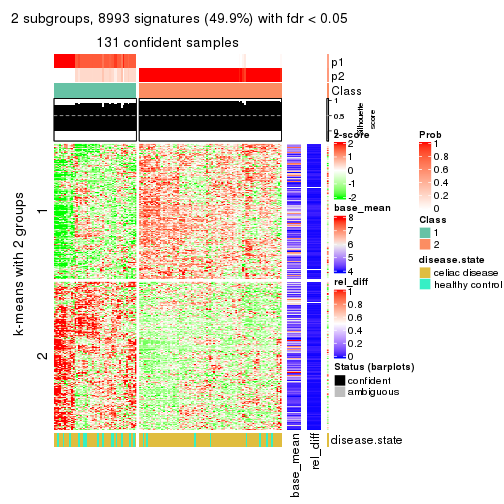 2 subgroups, 8993 signatures (49.9%) with fdr < 0.05
131 confident samples
p1
p2
Class
1
0.5
0
Silhouette
score
k-means with 2 groups
1
2
2-score
2
1
0
-1
-2
base_mean
8
7
6
5
4
rel_diff
1
0.8
0.6
0.4
0.2
0
Status (barplots)
confident
ambiguous
Prob
1
0.8
0.6
0.4
0.2
0
Class
1
2
disease.state
celiac disease
healthy control
disease.state
base_mean
rel_diff